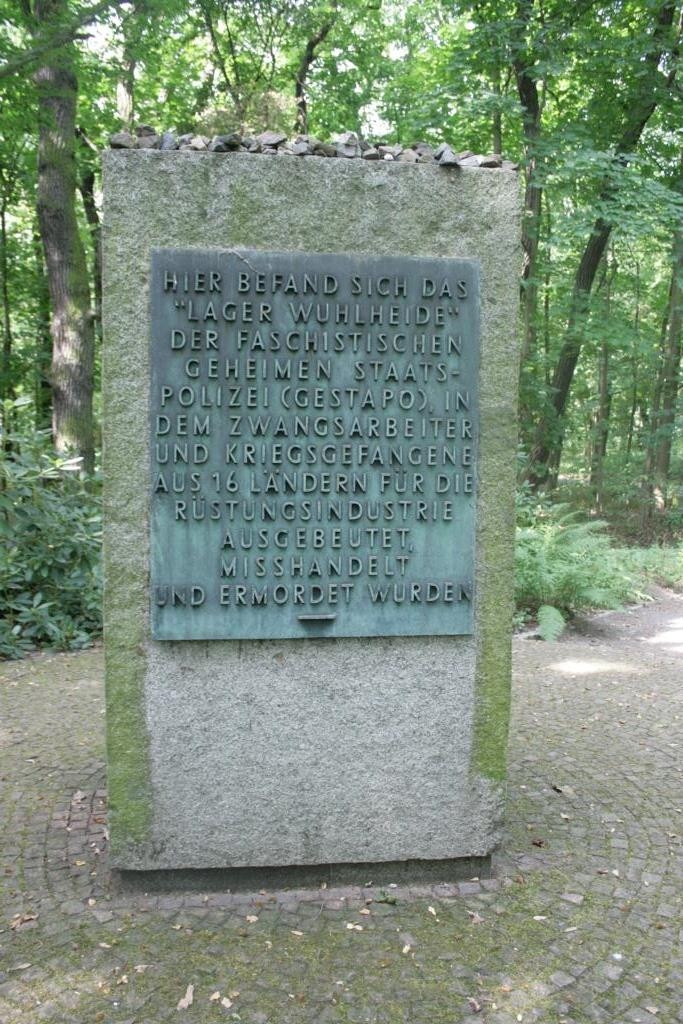 HIER BEFAND SICH DAS
"LAGER WUHLHEIDE"
DER FASCHISTISCHEN
GEHEIMEN STAATS-
POLIZEI (GESTAPO), IN
DEM ZWANGSARBEITER
UND KRIEGSGEFANGENE
AUS 16 LÄNDERN FÜR DIE
RÜSTUNGSINDUSTRIE
AUSGEBEUTET,
MISSHANDELT
UND ERMORDET WURDEN